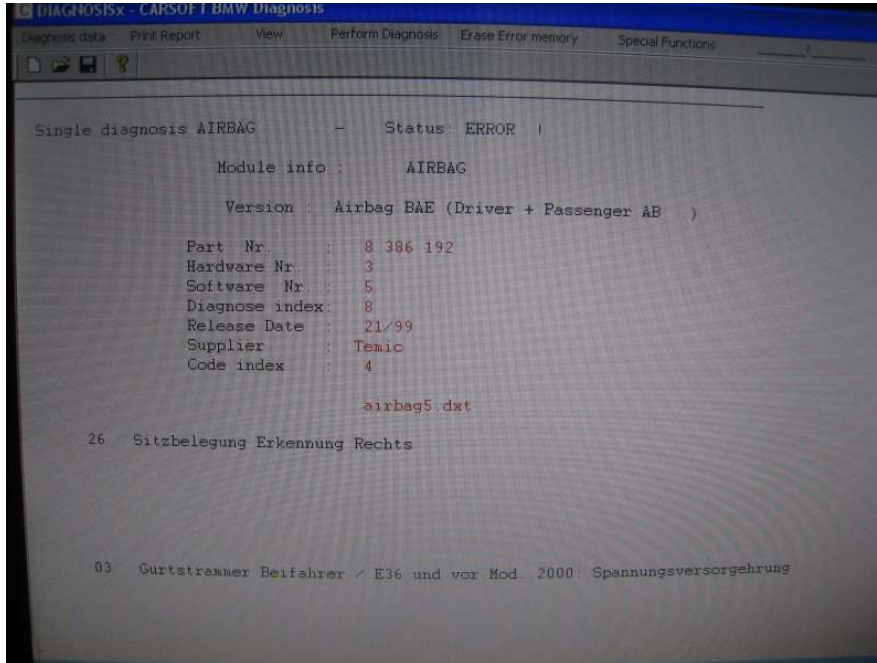 DIAGNOSISx - CARSOFT BMW Diagnosis
Diagnosis data Print Report View Perform Diagnosis Erase Error memory Special Functions ?
Single diagnosis AIRBAG - Status: ERROR !
Module info : AIRBAG
Version : Airbag BAE (Driver + Passenger AB )
Part Nr. : 8 386 192
Hardware Nr. : 3
Software Nr. : 5
Diagnose index: 8
Release Date : 21/99
Supplier : Temic
Code index : 4
airbag5.dxt
26 Sitzbelegung Erkennung Rechts
03 Gurtstrammer Beifahrer / E36 und vor Mod. 2000: Spannungsversorgehrung